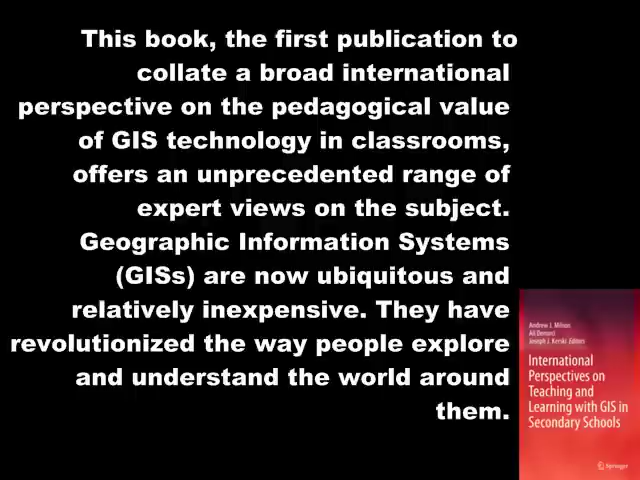 This book, the first publication to
collate a broad international
perspective on the pedagogical value
of GIS technology in classrooms,
offers an unprecedented range of
expert views on the subject.
Geographic Information Systems
(GISs) are now ubiquitous and
relatively inexpensive. They have
revolutionized the way people explore
and understand the world around
them.
Andrew J. Milson
Ali Demirci
Joseph J. Kerski Editors
International
Perspectives on
Teaching and
Learning with GIS in
Secondary Schools
Springer